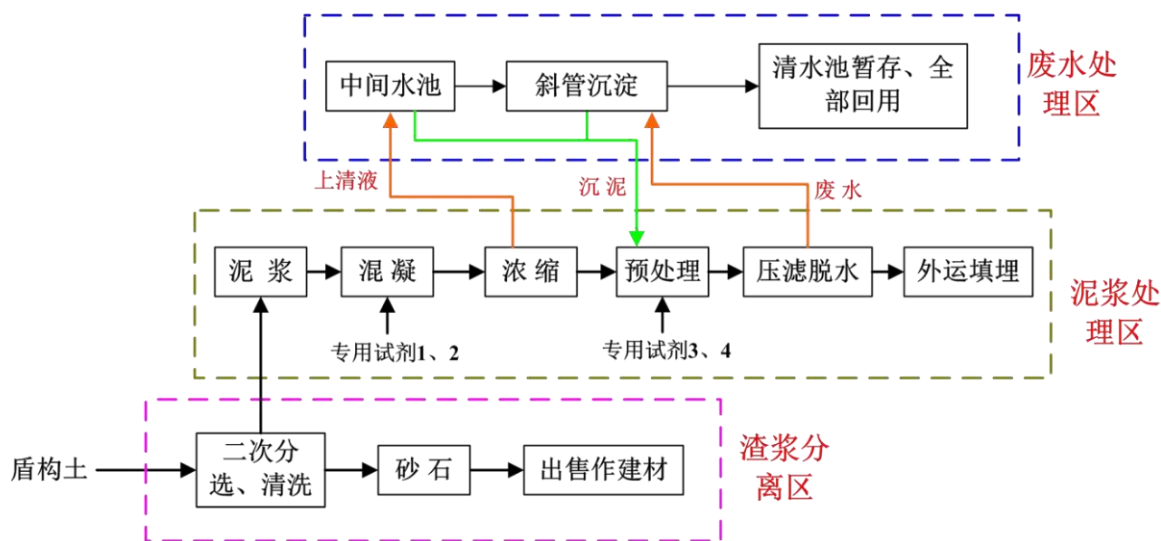 中间水池
斜管沉淀
清水池暂存、全
部回用
废水处
理区
上清液
沉 泥
废 水
泥 浆
混 凝
浓 缩
预处理
压滤脱水
外运填埋
泥浆处
理区
专用试剂1、2
专用试剂3、4
盾构土
二次分
选、清洗
砂 石
出售作建材
渣浆分
离区